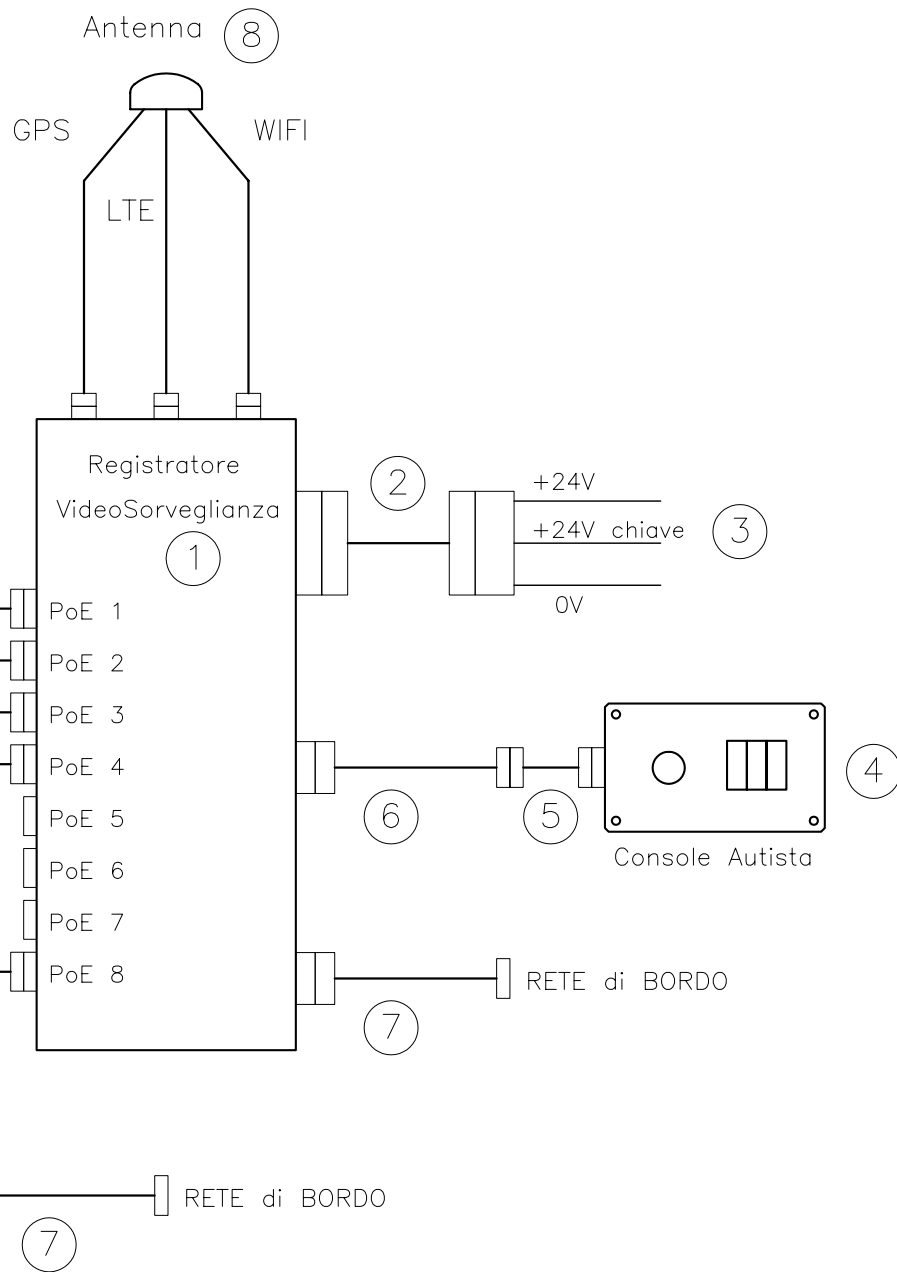 Antenna 8
GPS
WIFI
LTE
Registratore
VideoSorveglianza
1
2
+24V
+24V chiave
3
0V
PoE 1
PoE 2
PoE 3
PoE 4
PoE 5
PoE 6
PoE 7
PoE 8
6
5
4
Console Autista
RETE di BORDO
7
RETE di BORDO
7